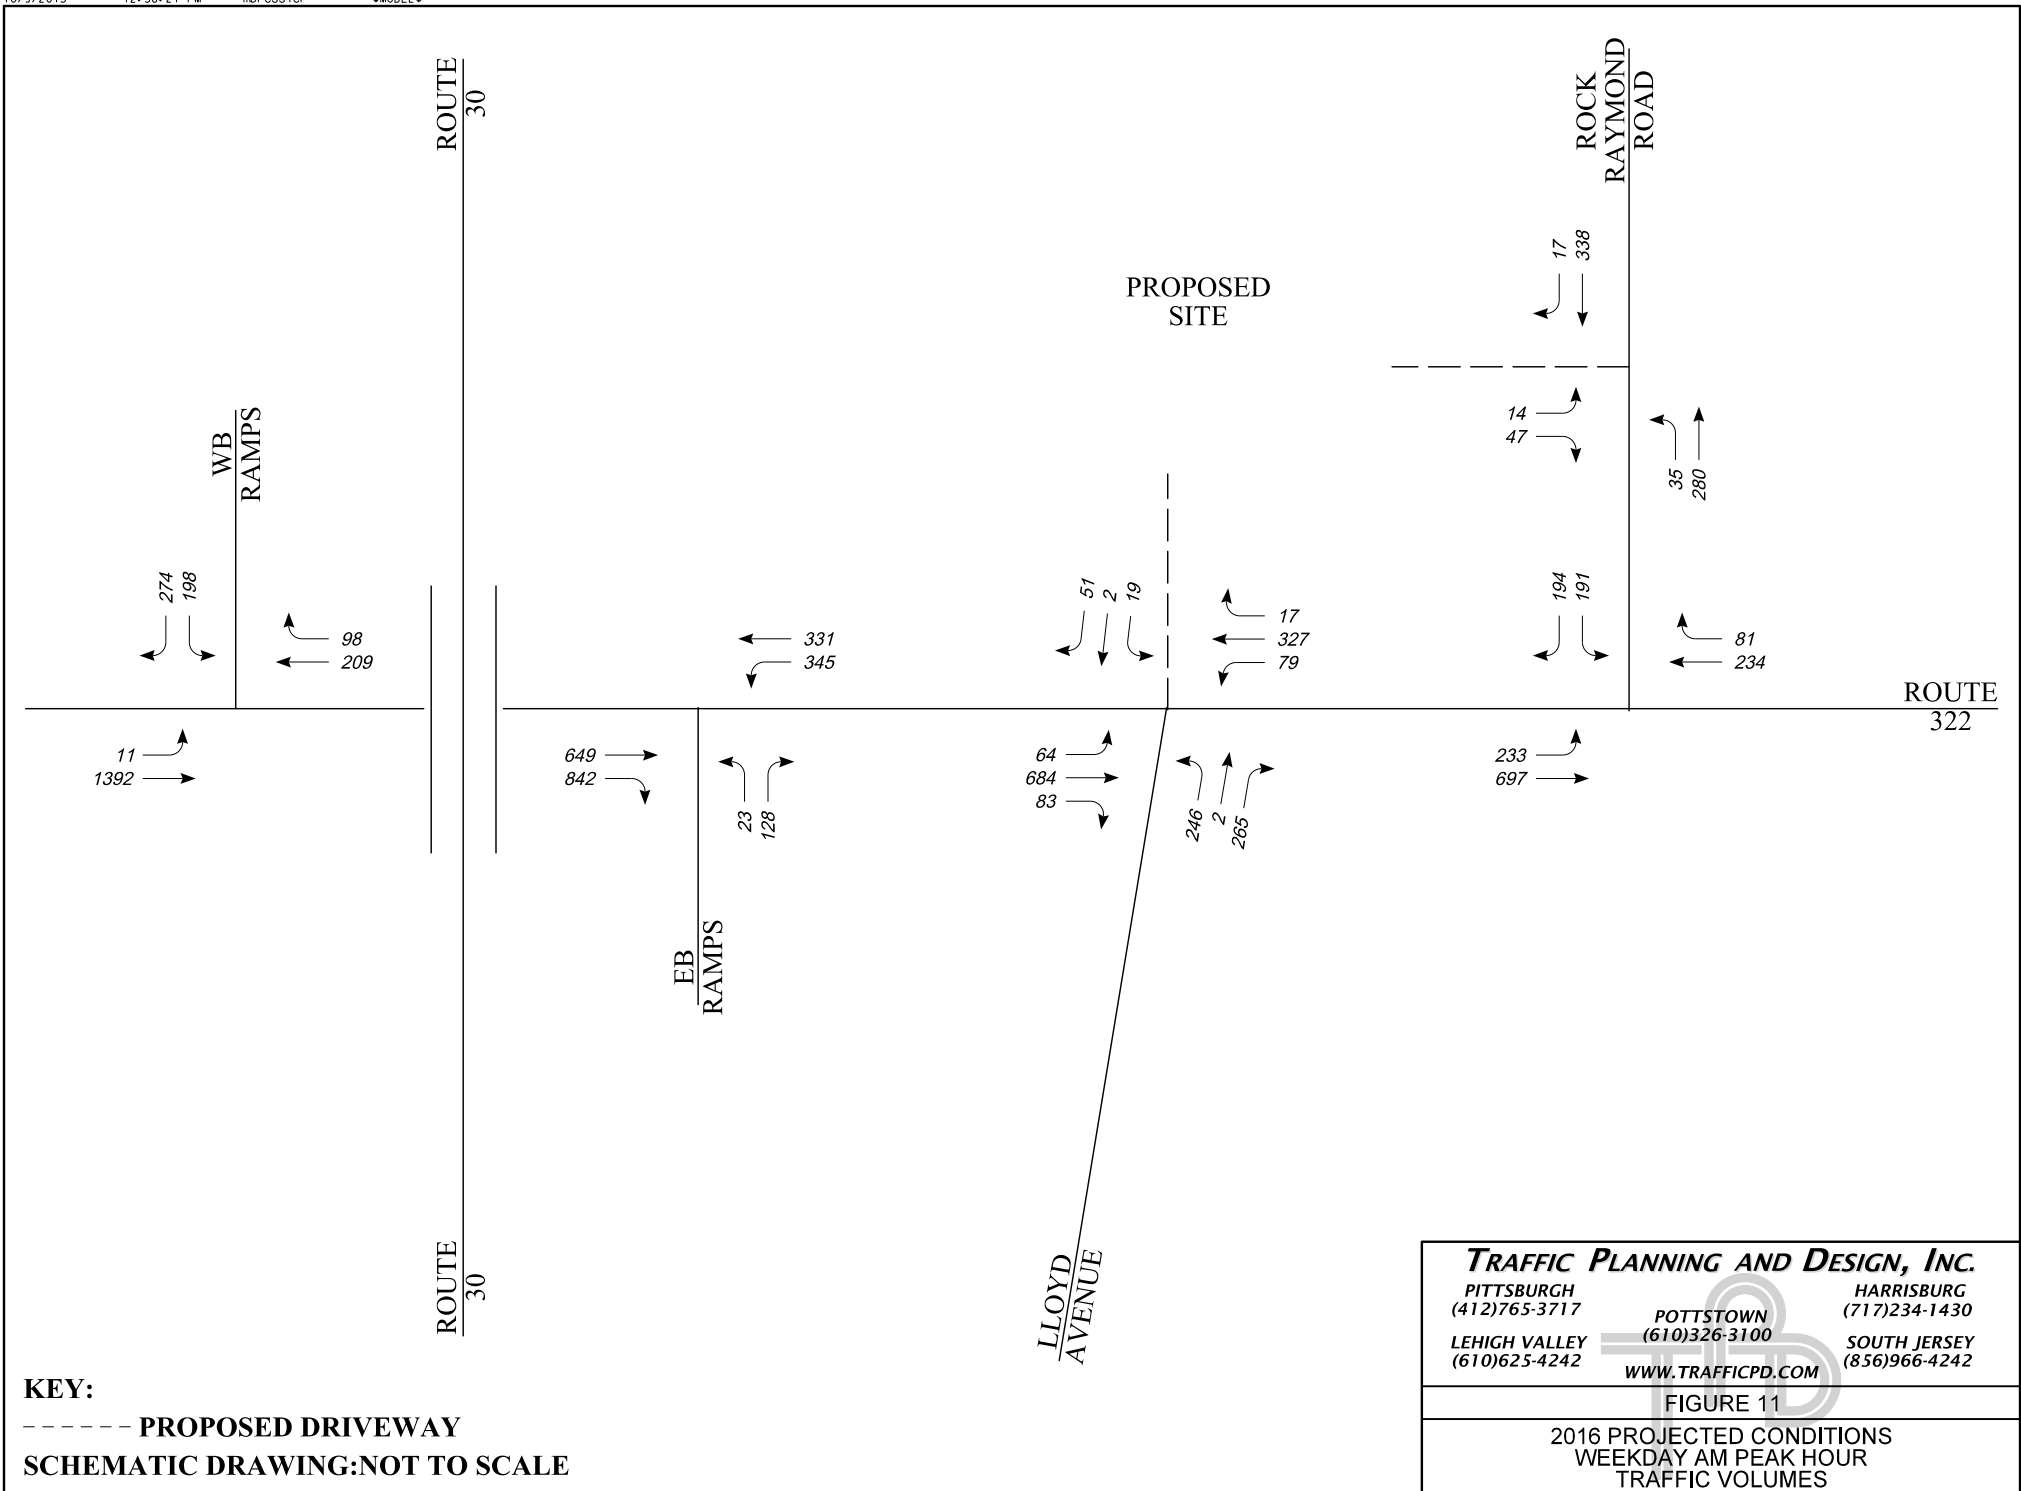 ROUTE
30
ROCK
RAYMOND
ROAD
17
338
PROPOSED
SITE
14
47
35
280
WB
RAMPS
274
198
98
209
331
345
51
2
19
17
327
79
194
191
81
234
ROUTE
322
11
1392
649
842
23
128
64
684
83
246
2
265
233
697
EB
RAMPS
ROUTE
30
LLOYD
AVENUE
KEY:
------ PROPOSED DRIVEWAY
SCHEMATIC DRAWING:NOT TO SCALE
TRAFFIC PLANNING AND DESIGN, INC.
PITTSBURGH
(412)765-3717
HARRISBURG
(717)234-1430
POTTSTOWN
(610)326-3100
LEHIGH VALLEY
(610)625-4242
SOUTH JERSEY
(856)966-4242
WWW.TRAFFICPD.COM
FIGURE 11
2016 PROJECTED CONDITIONS
WEEKDAY AM PEAK HOUR
TRAFFIC VOLUMES